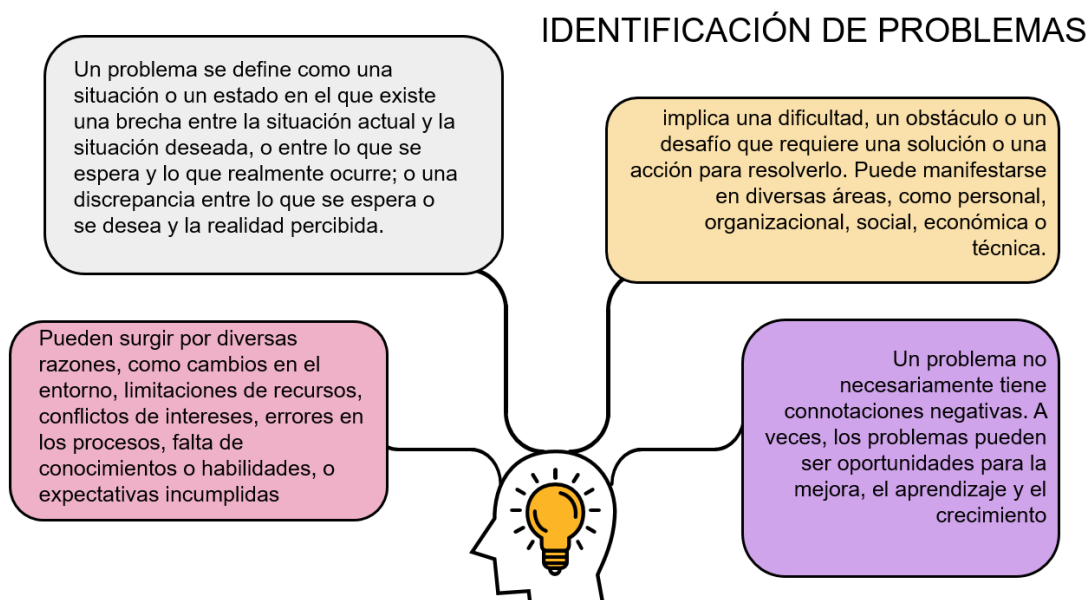 IDENTIFICACIÓN DE PROBLEMAS
Un problema se define como una
situación o un estado en el que existe
una brecha entre la situación actual y la
situación deseada, o entre lo que se
espera y lo que realmente ocurre; o una
discrepancia entre lo que se espera o
se desea y la realidad percibida.
implica una dificultad, un obstáculo o un
desafío que requiere una solución o una
acción para resolverlo. Puede manifestarse
en diversas áreas, como personal,
organizacional, social, económica o
técnica.
Pueden surgir por diversas
razones, como cambios en el
entorno, limitaciones de recursos,
conflictos de intereses, errores en
los procesos, falta de
conocimientos o habilidades, o
expectativas incumplidas
Un problema no
necesariamente tiene
connotaciones negativas. A
veces, los problemas pueden
ser oportunidades para la
mejora, el aprendizaje y el
crecimiento